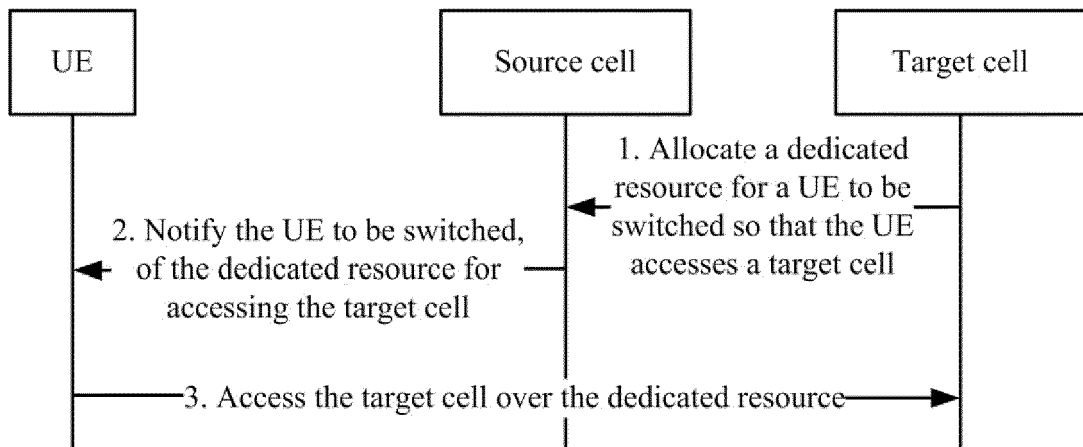 UE
Source cell
Target cell
1. Allocate a dedicated
resource for a UE to be
switched so that the UE
accesses a target cell
2. Notify the UE to be switched,
of the dedicated resource for
accessing the target cell
3. Access the target cell over the dedicated resource